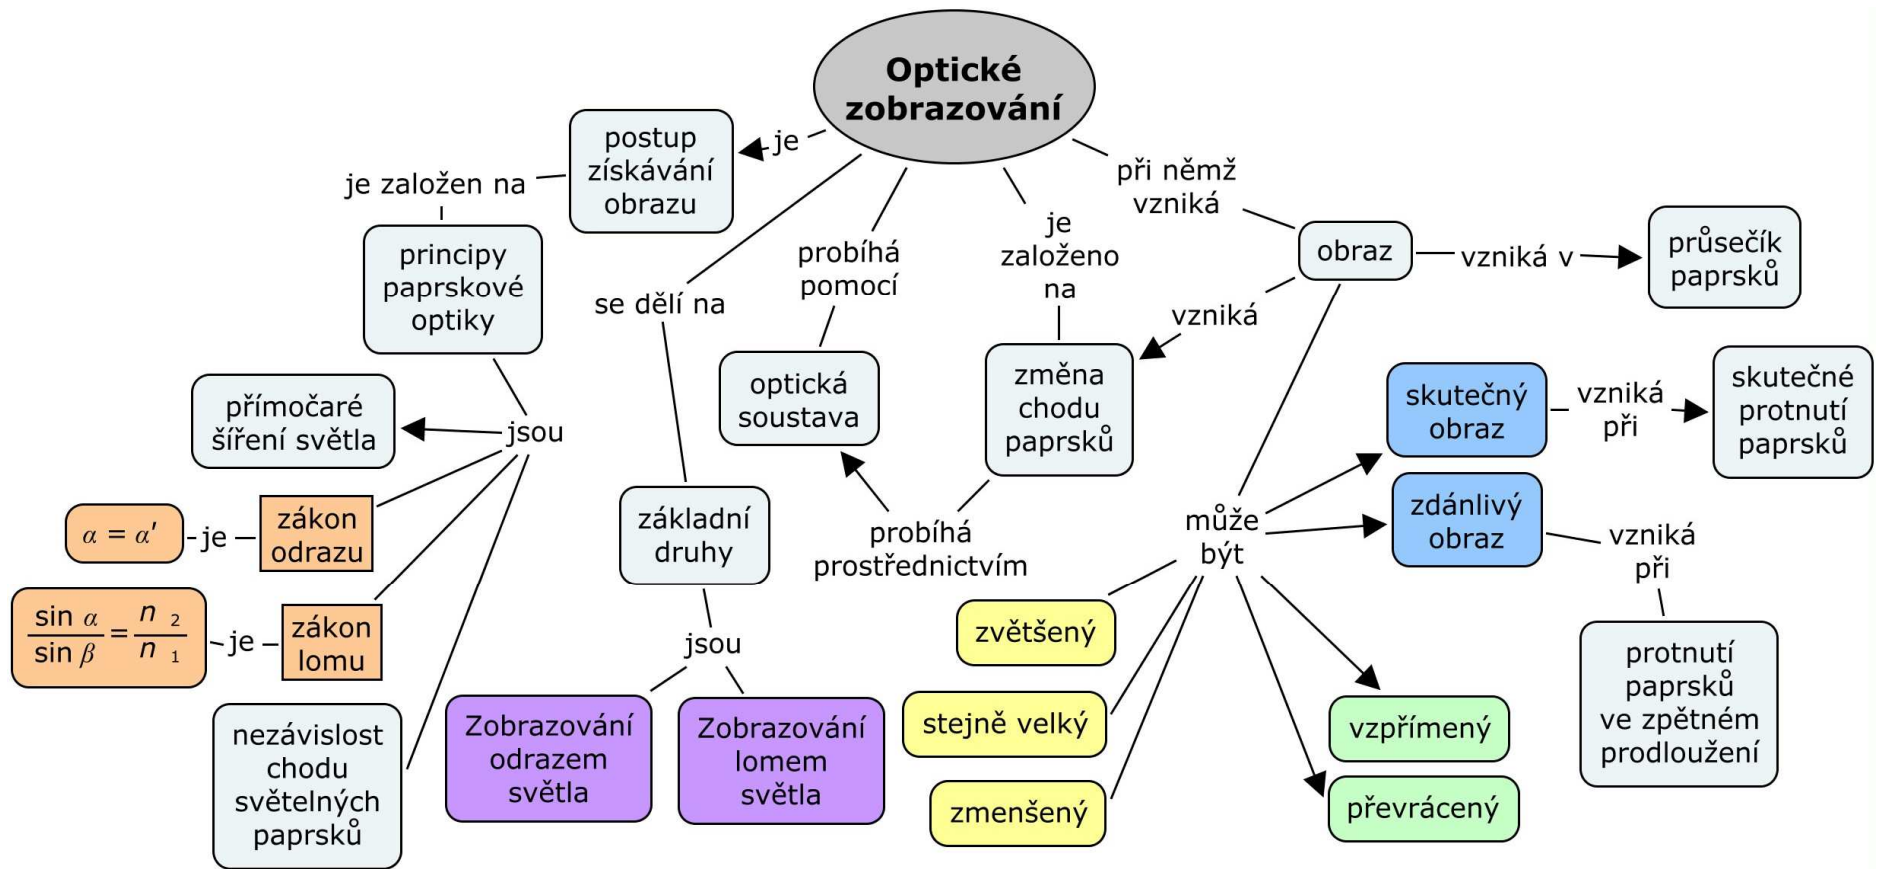 Optické
zobrazování
je
postup
získávání
obrazu
je založen na
principy
paprskové
optiky
jsou
přímočaré
šíření světla
zákon
odrazu
je
α = α'
zákon
lomu
je
sin α / sin β = n 2 / n 1
nezávislost
chodu
světelných
paprsků
se dělí na
základní
druhy
jsou
Zobrazování
odrazem
světla
Zobrazování
lomem
světla
probíhá
pomocí
optická
soustava
je
založeno
na
změna
chodu
paprsků
probíhá
prostřednictvím
při němž
vzniká
obraz
vzniká
vzniká v
průsečík
paprsků
může
být
skutečný
obraz
vzniká
při
skutečné
protnutí
paprsků
zdánlivý
obraz
vzniká
při
protnutí
paprsků
ve zpětném
prodloužení
zvětšený
stejně velký
zmenšený
vzpřímený
převrácený